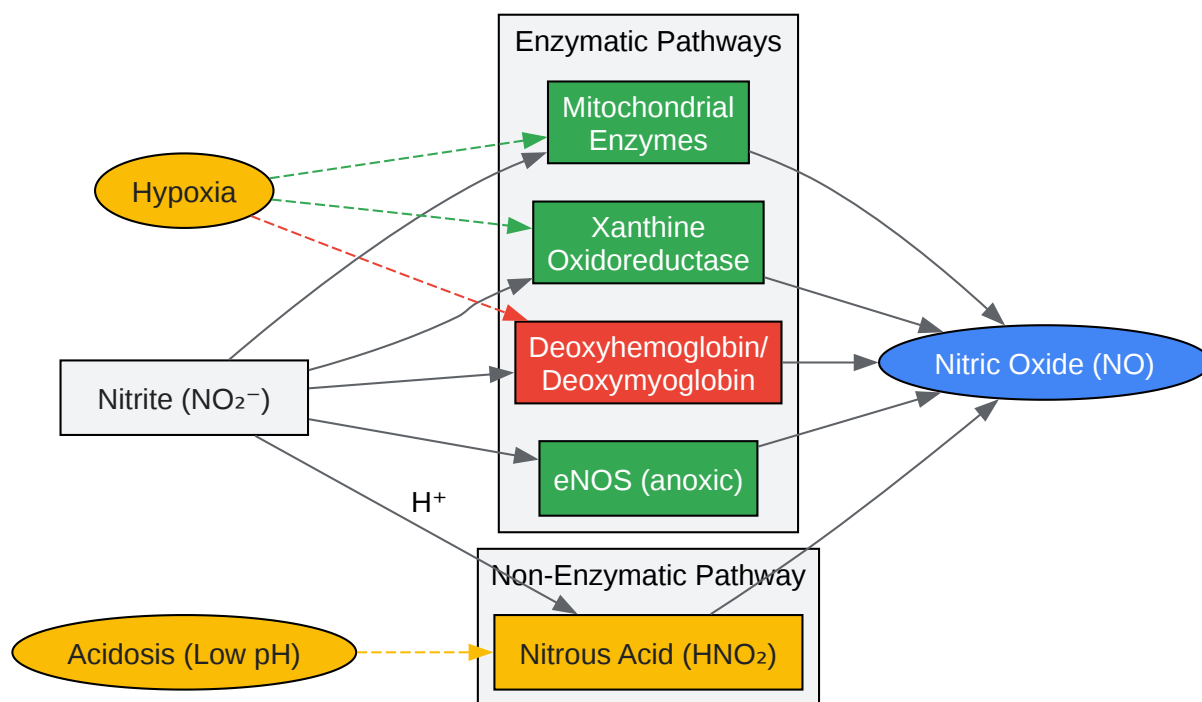 Enzymatic Pathways
Mitochondrial
Enzymes
Hypoxia
Xanthine
Oxidoreductase
Deoxyhemoglobin/
Deoxymyoglobin
Nitric Oxide (NO)
Nitrite (NO₂⁻)
eNOS (anoxic)
H⁺
Non-Enzymatic Pathway
Acidosis (Low pH)
Nitrous Acid (HNO₂)